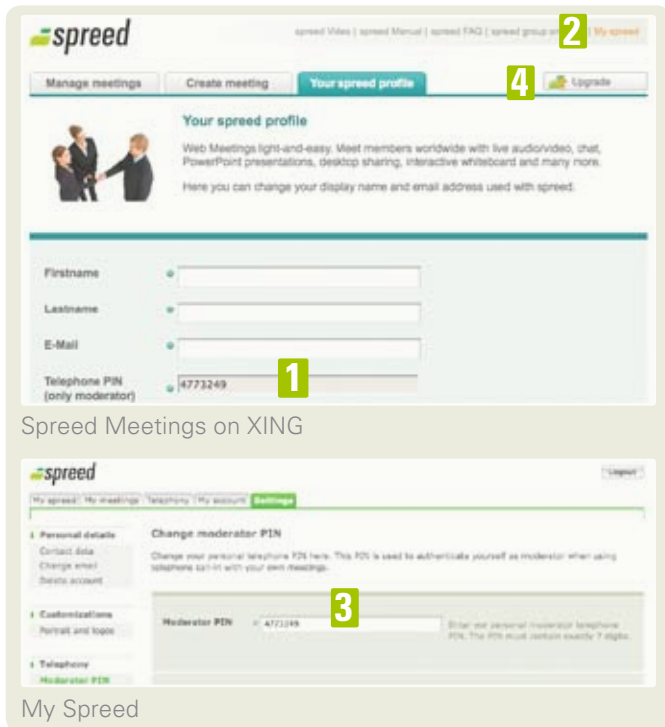 spreed
spreed Video | spreed Manual | spreed FAQ | spreed group on | My spreed
2
Manage meetings Create meeting Your spreed profile 4 Upgrade
Your spreed profile
Web Meetings light-and-easy. Meet members worldwide with live audio/video, chat,
PowerPoint presentations, desktop sharing, interactive whiteboard and many more.
Here you can change your display name and email address used with spreed.
Firstname
Lastname
E-Mail
Telephone PIN
(only moderator)
4773249 1
Spreed Meetings on XING
spreed Logout
My spreed My meetings Telephony My account Settings
Personal details
Contact data
Change email
Delete account
Customizations
Portrait and logos
Telephony
Moderator PIN
Change moderator PIN
Change your personal telephone PIN here. This PIN is used to authenticate yourself as moderator when using
telephone call-in with your own meetings.
Moderator PIN 4773249 3
Enter our personal moderator telephone
PIN. The PIN must contain exactly 7 digits.
My Spreed